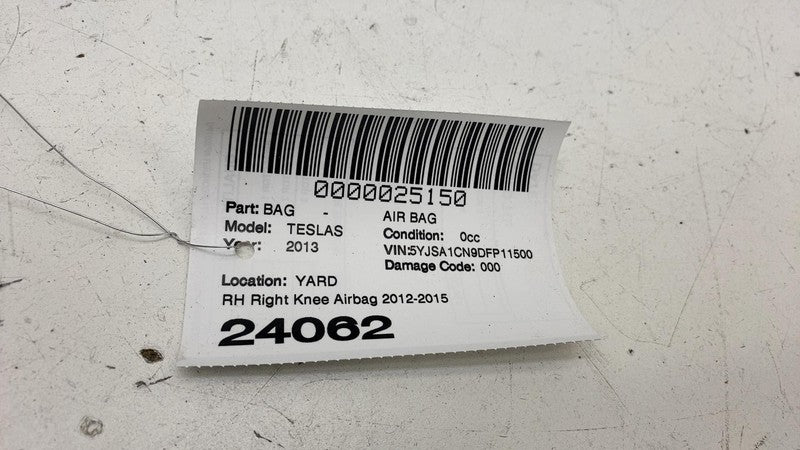 0000025150
Part: BAG - AIR BAG
Model: TESLAS Condition: 0cc
Year: 2013 VIN:5YJSA1CN9DFP11500
Damage Code: 000
Location: YARD
RH Right Knee Airbag 2012-2015
24062